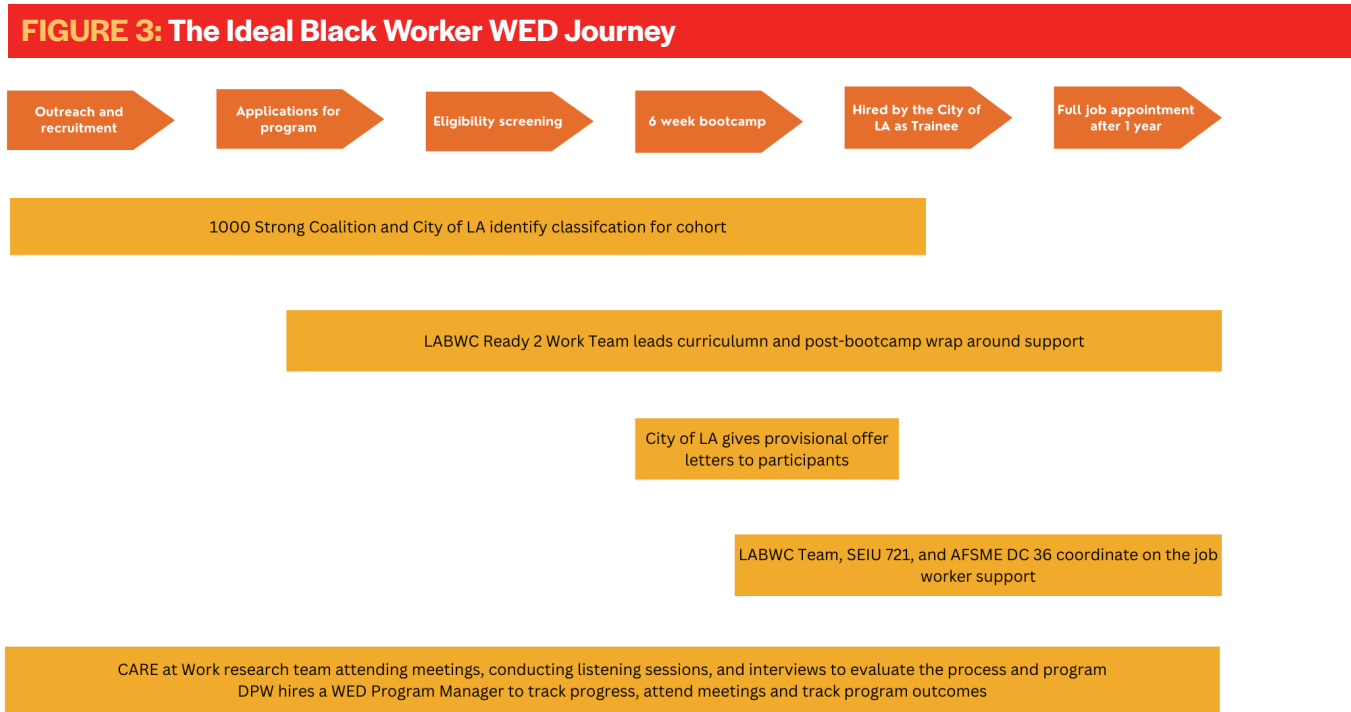 FIGURE 3: The Ideal Black Worker WED Journey
Outreach and
recruitment
Applications for
program
Eligibility screening
6 week bootcamp
Hired by the City of
LA as Trainee
Full job appointment
after 1 year
1000 Strong Coalition and City of LA identify classifcation for cohort
LABWC Ready 2 Work Team leads curriculumn and post-bootcamp wrap around support
City of LA gives provisional offer
letters to participants
LABWC Team, SEIU 721, and AFSME DC 36 coordinate on the job
worker support
CARE at Work research team attending meetings, conducting listening sessions, and interviews to evaluate the process and program
DPW hires a WED Program Manager to track progress, attend meetings and track program outcomes